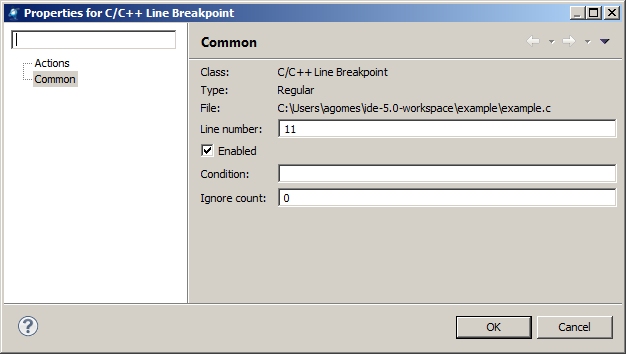 Properties for C/C++ Line Breakpoint
Actions
Common
Common
Class: C/C++ Line Breakpoint
Type: Regular
File: C:\Users\agomes\ide-5.0-workspace\example\example.c
Line number: 11
Enabled
Condition:
Ignore count: 0
?
OK Cancel